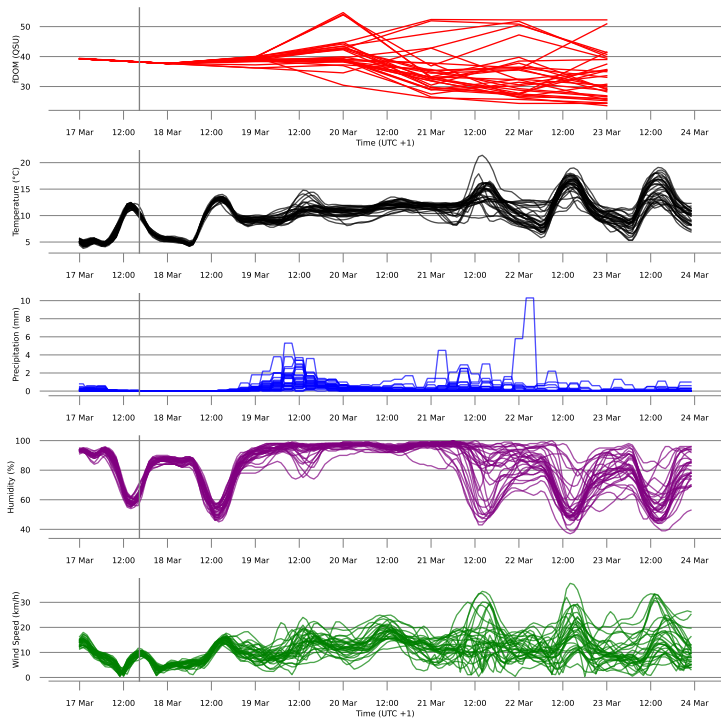 50
40
30
fDOM (QSU)
17 Mar 12:00 18 Mar 12:00 19 Mar 12:00 20 Mar 12:00 21 Mar 12:00 22 Mar 12:00 23 Mar 12:00 24 Mar
Time (UTC +1)
20
15
10
5
Temperature (°C)
17 Mar 12:00 18 Mar 12:00 19 Mar 12:00 20 Mar 12:00 21 Mar 12:00 22 Mar 12:00 23 Mar 12:00 24 Mar
10
8
6
4
2
0
Precipitation (mm)
17 Mar 12:00 18 Mar 12:00 19 Mar 12:00 20 Mar 12:00 21 Mar 12:00 22 Mar 12:00 23 Mar 12:00 24 Mar
100
80
60
40
Humidity (%)
17 Mar 12:00 18 Mar 12:00 19 Mar 12:00 20 Mar 12:00 21 Mar 12:00 22 Mar 12:00 23 Mar 12:00 24 Mar
30
20
10
0
Wind Speed (km/h)
17 Mar 12:00 18 Mar 12:00 19 Mar 12:00 20 Mar 12:00 21 Mar 12:00 22 Mar 12:00 23 Mar 12:00 24 Mar
Time (UTC +1)